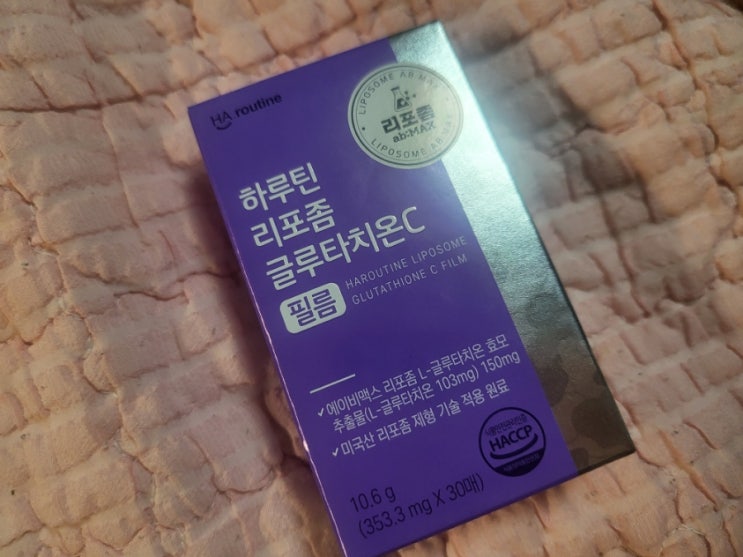 HA routine
LIPOSOME AB MAX
리포좀
ab:MAX
LIPOSOME AB MAX
하루틴
리포좀
글루타치온C
필름
HAROUTINE LIPOSOME
GLUTATHIONE C FILM
✓에이비맥스 리포좀 L-글루타치온 효모
추출물(L-글루타치온 103mg) 150mg
✓미국산 리포좀 제형 기술 적용 원료
HACCP
10.6 g
(353.3 mg X 30매)